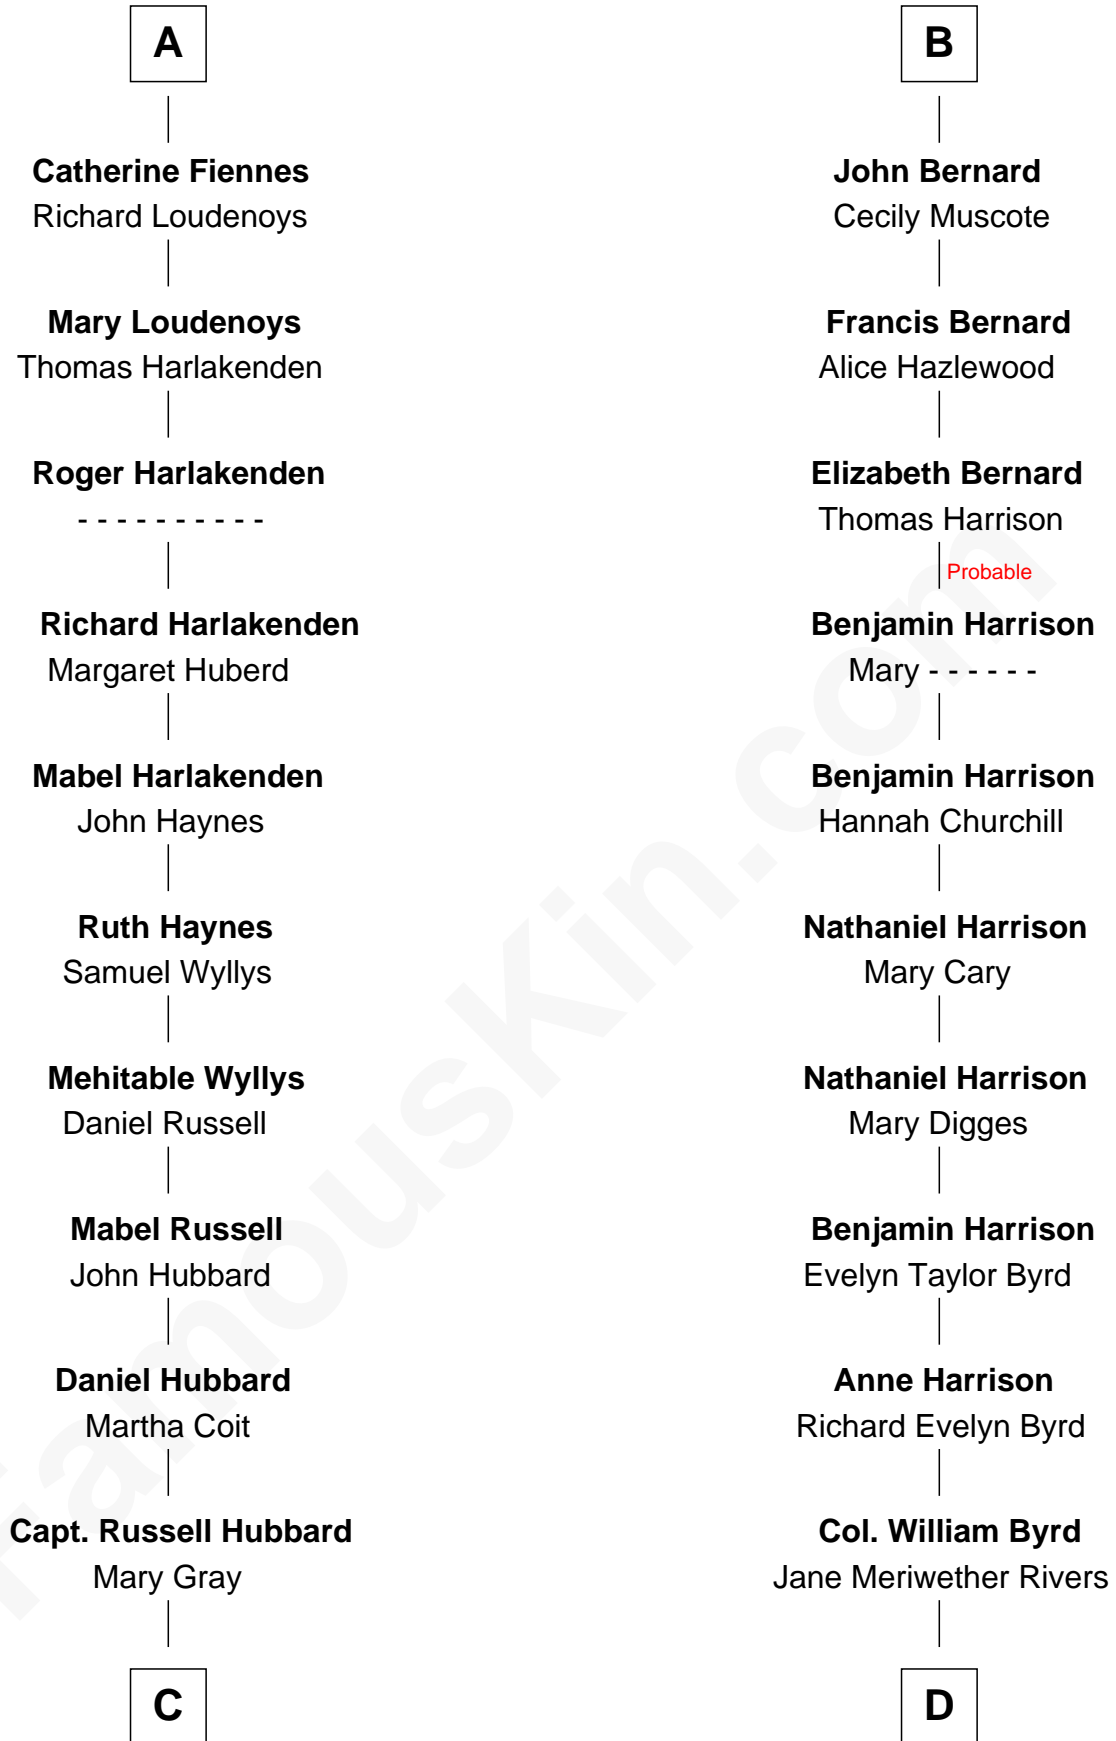 A
Catherine Fiennes
Richard Loudenoys
Mary Loudenoys
Thomas Harlakenden
Roger Harlakenden
- - - - - - - - - -
Richard Harlakenden
Margaret Huberd
Mabel Harlakenden
John Haynes
Ruth Haynes
Samuel Wyllys
Mehitable Wyllys
Daniel Russell
Mabel Russell
John Hubbard
Daniel Hubbard
Martha Coit
Capt. Russell Hubbard
Mary Gray
C
B
John Bernard
Cecily Muscote
Francis Bernard
Alice Hazlewood
Elizabeth Bernard
Thomas Harrison
Probable
Benjamin Harrison
Mary - - - - - -
Benjamin Harrison
Hannah Churchill
Nathaniel Harrison
Mary Cary
Nathaniel Harrison
Mary Digges
Benjamin Harrison
Evelyn Taylor Byrd
Anne Harrison
Richard Evelyn Byrd
Col. William Byrd
Jane Meriwether Rivers
D
FamousKin.com